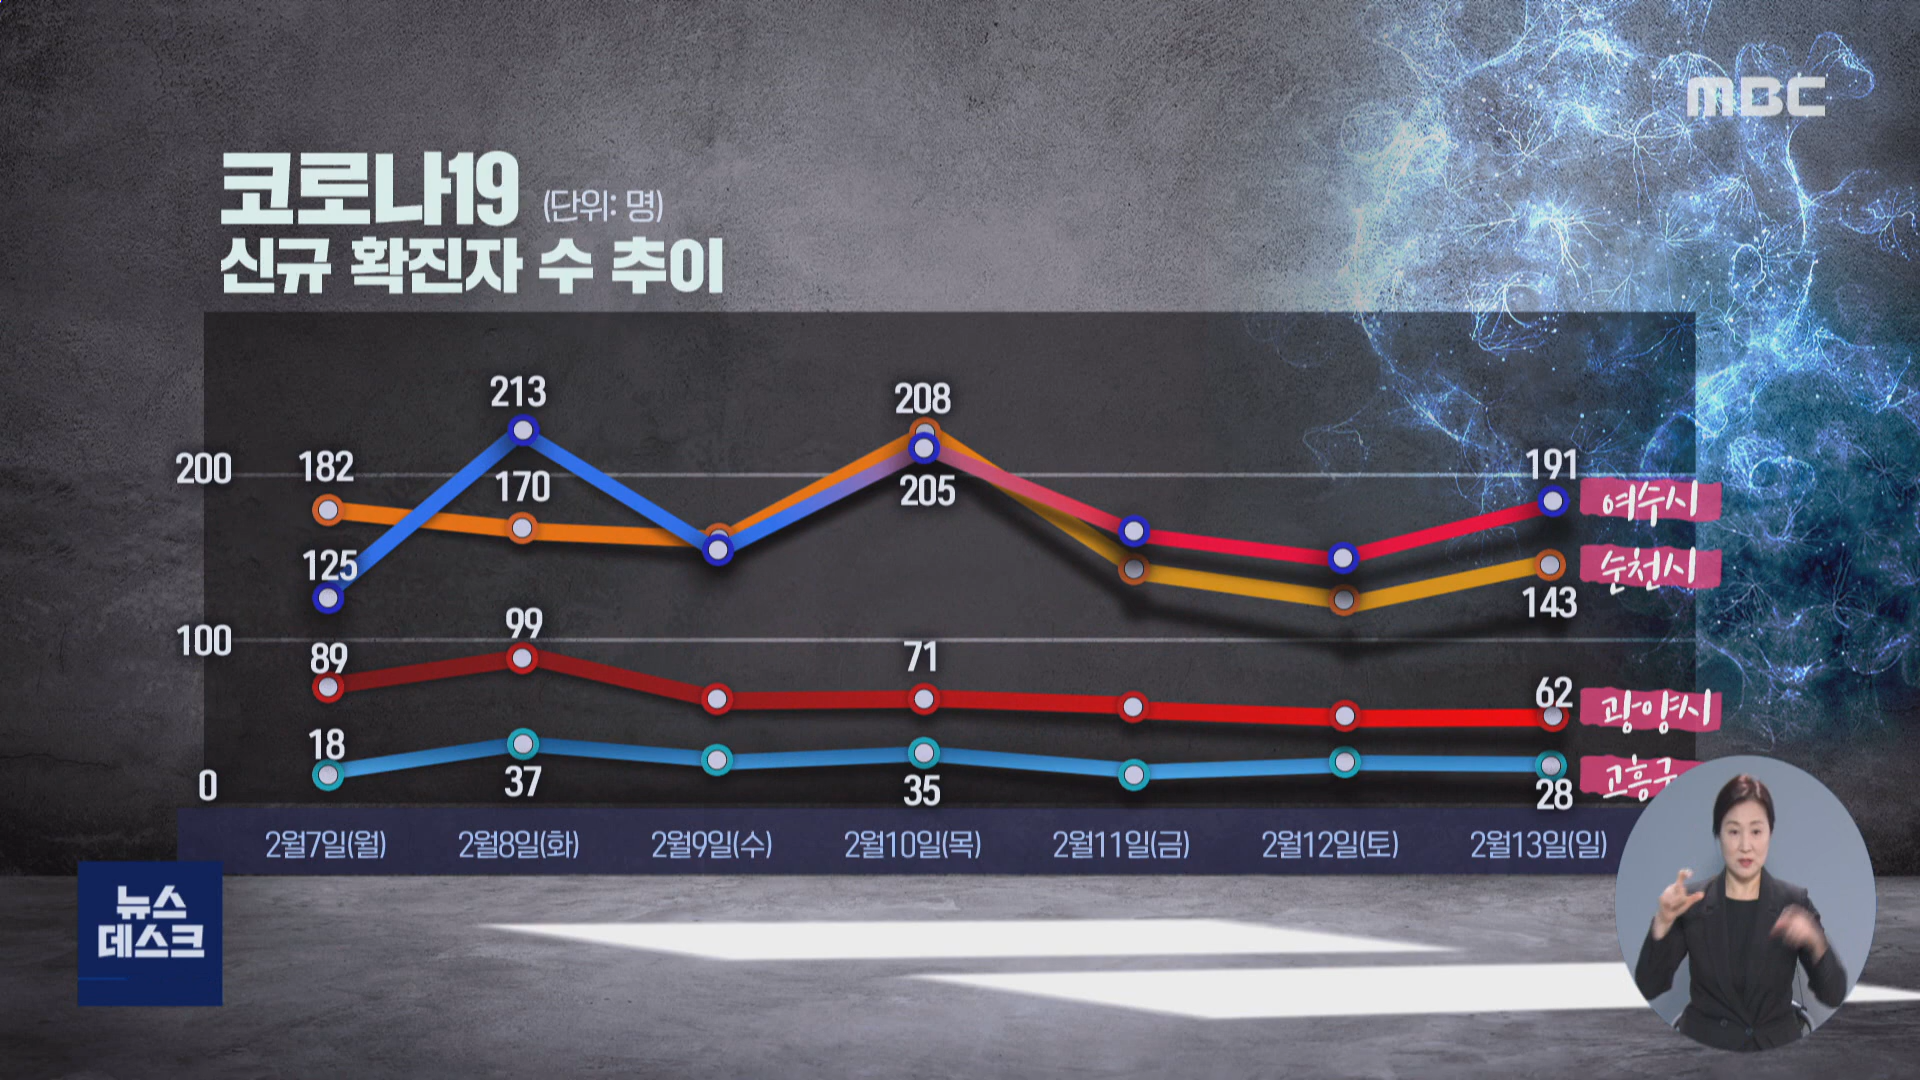 MBC
코로나19 (단위: 명)
신규 확진자 수 추이
213
208
200
182
170
205
191
여수시
125
순천시
143
100
99
89
71
62
광양시
18
37
35
28
0
2월7일(월) 2월8일(화) 2월9일(수) 2월10일(목) 2월11일(금) 2월12일(토) 2월13일(일)
뉴스
데스크